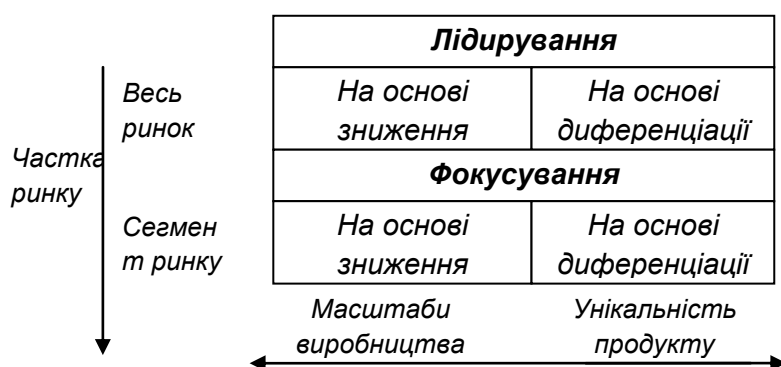 Лідирування
Весь
ринок
На основі
зниження
На основі
диференціації
Частка
ринку
Фокусування
Сегмен
т ринку
На основі
зниження
На основі
диференціації
Масштаби
виробництва
Унікальність
продукту